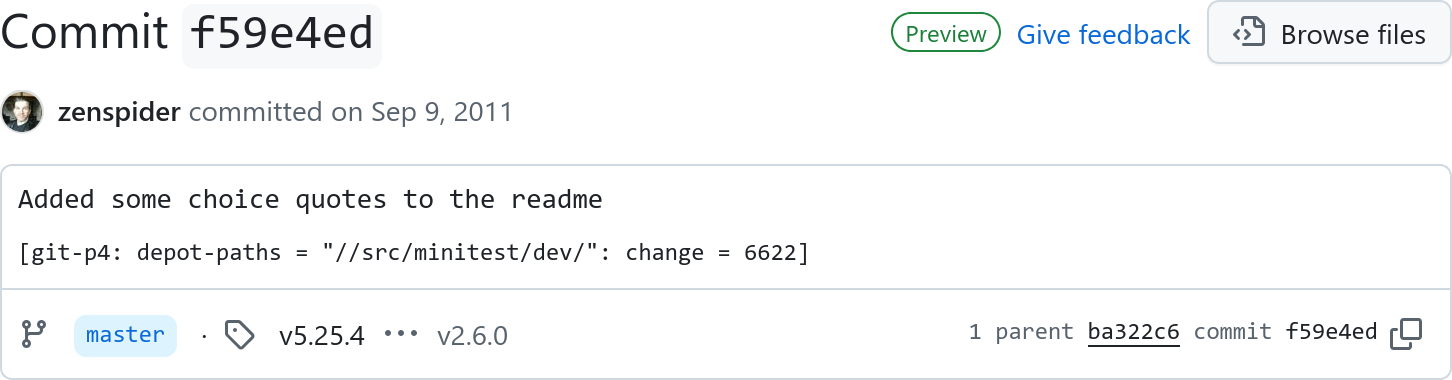 Commit f59e4ed
Preview Give feedback Browse files
zenspider committed on Sep 9, 2011
Added some choice quotes to the readme
[git-p4: depot-paths = "//src/minitest/dev/": change = 6622]
master · v5.25.4 ••• v2.6.0
1 parent ba322c6 commit f59e4ed